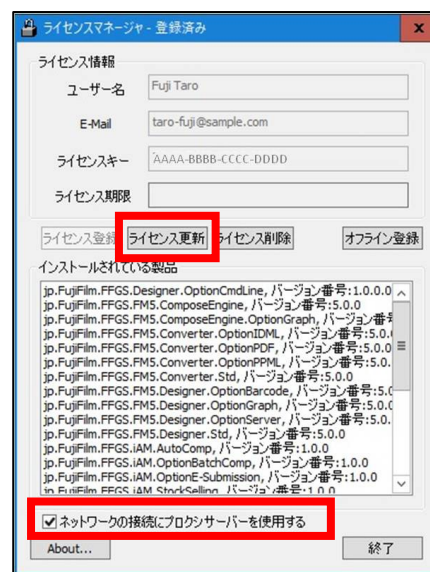 ライセンスマネージャ - 登録済み
x
ライセンス情報
ユーザー名
Fuji Taro
E-Mail
taro-fuji@sample.com
ライセンスキー
AAAA-BBBB-CCCC-DDDD
ライセンス期限
ライセンス登録 ライセンス更新 ライセンス削除 オフライン登録
インストールされている製品
jp.FujiFilm.FFGS.Designer.OptionCmdLine, バージョン番号:1.0.0.0
jp.FujiFilm.FFGS.FM5.ComposeEngine, バージョン番号:5.0.0
jp.FujiFilm.FFGS.FM5.ComposeEngine.OptionGraph, バージョン番号
jp.FujiFilm.FFGS.FM5.Converter.OptionIDML, バージョン番号:5.0.
jp.FujiFilm.FFGS.FM5.Converter.OptionPDF, バージョン番号:5.0.0
jp.FujiFilm.FFGS.FM5.Converter.OptionPPML, バージョン番号:5.0.
jp.FujiFilm.FFGS.FM5.Converter.Std, バージョン番号:5.0.0
jp.FujiFilm.FFGS.FM5.Designer.OptionBarcode, バージョン番号:5.0
jp.FujiFilm.FFGS.FM5.Designer.OptionGraph, バージョン番号:5.0.0
jp.FujiFilm.FFGS.FM5.Designer.OptionServer, バージョン番号:5.0.
jp.FujiFilm.FFGS.FM5.Designer.Std, バージョン番号:5.0.0
jp.FujiFilm.FFGS.iAM.AutoComp, バージョン番号:1.0.0
jp.FujiFilm.FFGS.iAM.OptionBatchComp, バージョン番号:1.0.0
jp.FujiFilm.FFGS.iAM.OptionE-Submission, バージョン番号:1.0.0
jp.FujiFilm.FFGS.iAM.StockSelling, バージョン番号:1.0.0
ネットワークの接続にプロクシサーバーを使用する
About... 終了